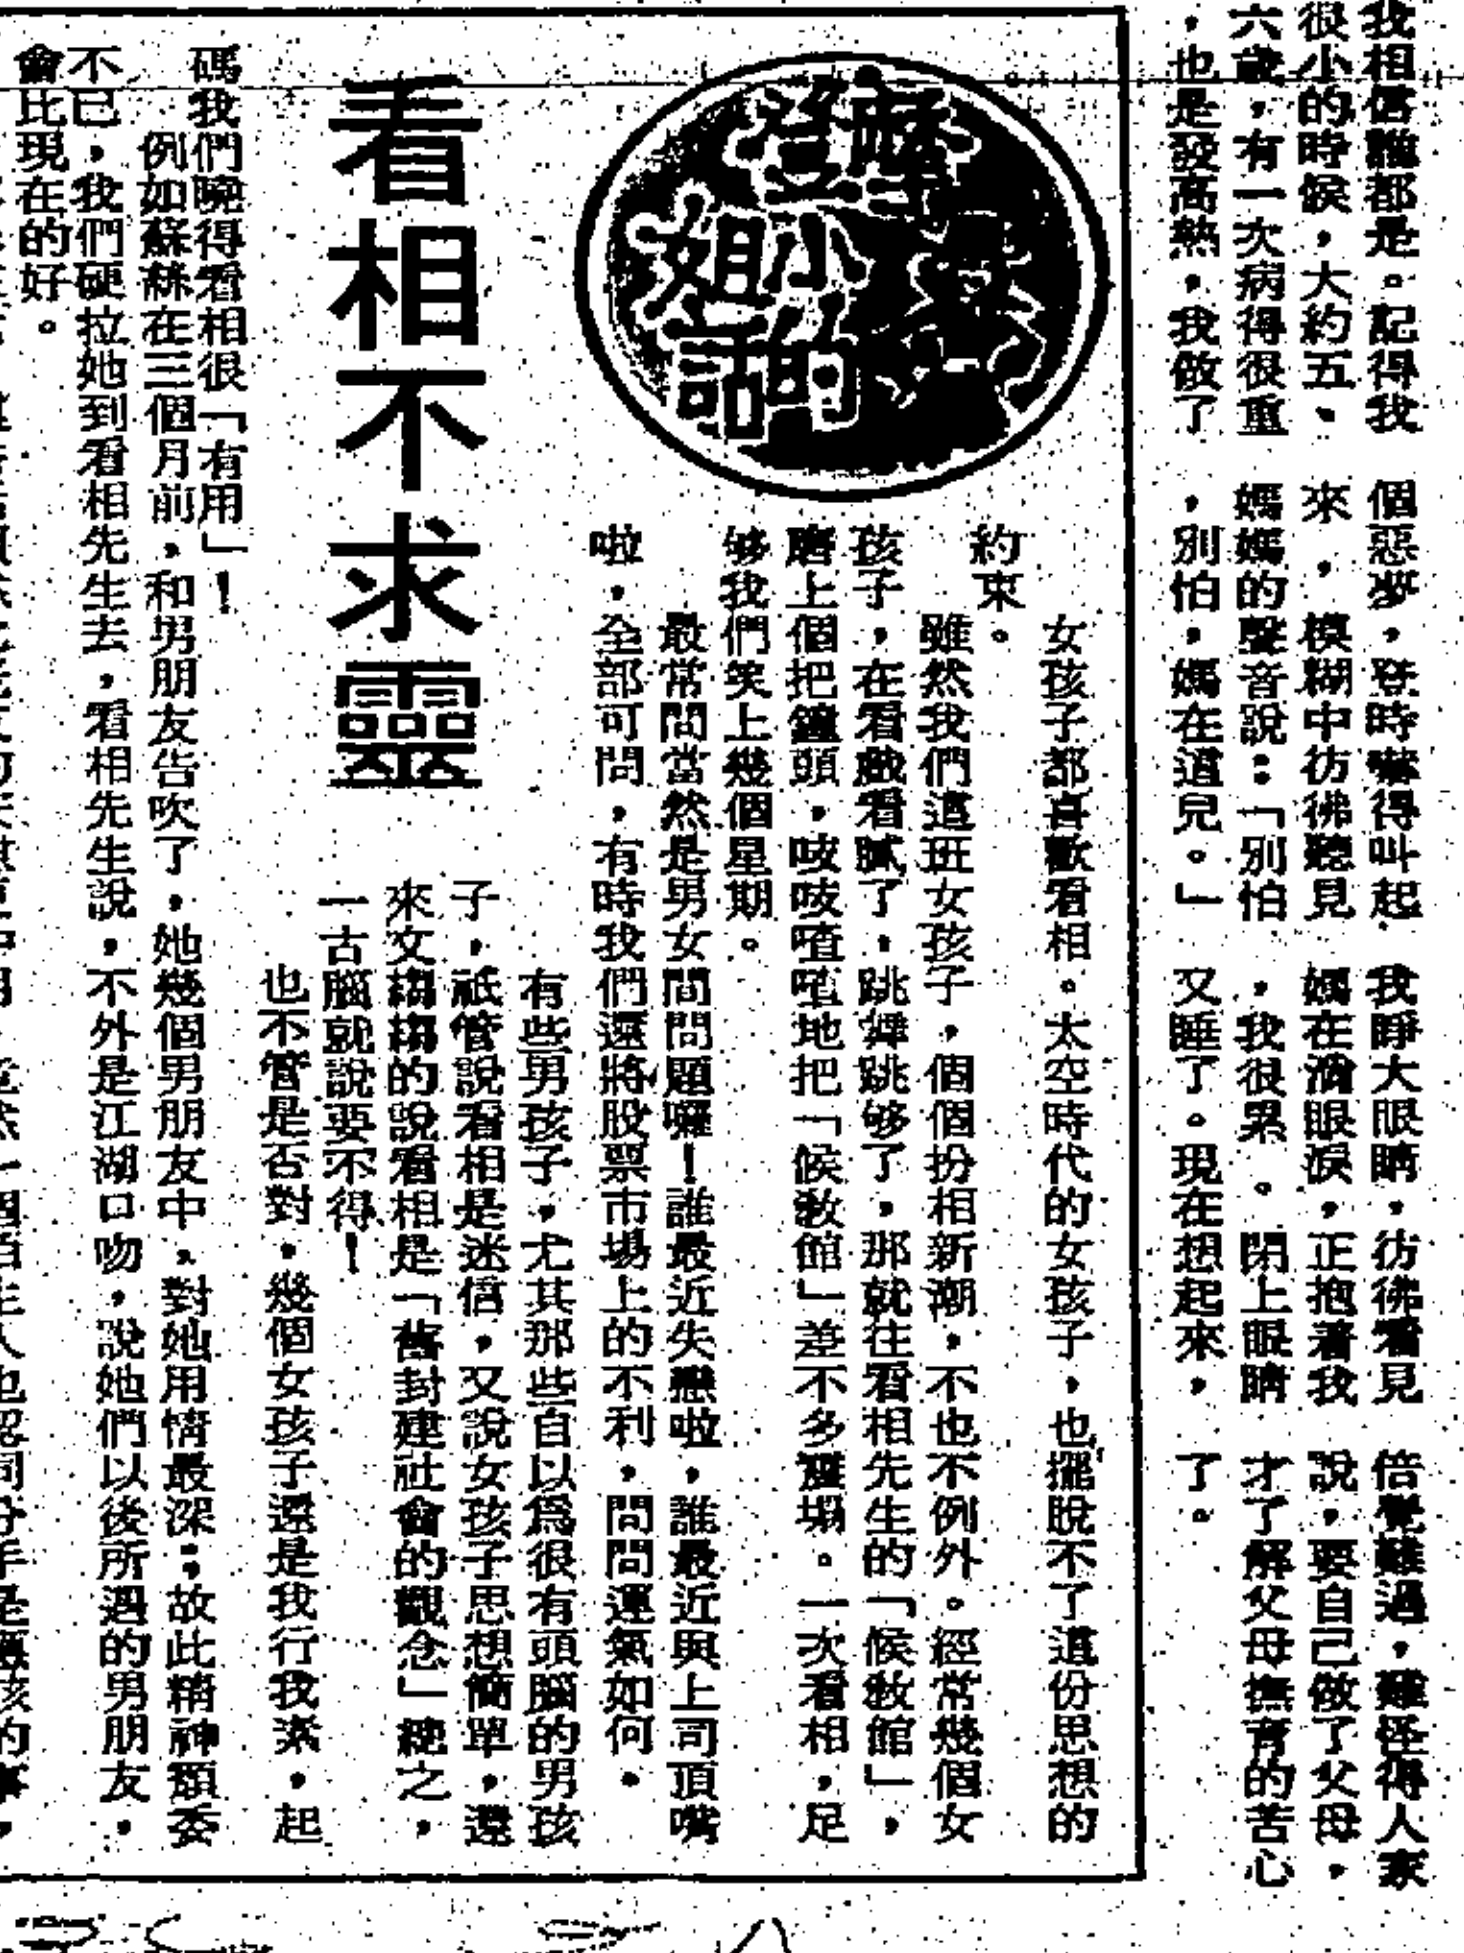 我相信誰都是。記得我
很小的時候，大約五、
六歲，有一次病得很重
，也是發高熱，我做了
個惡夢，登時嚇得叫起
來，模糊中彷彿聽見
媽媽的聲音說：「別怕
，別怕，媽在這兒。」
我睜大眼睛，彷彿看見
媽在滴眼淚，正抱著我
，我很累。閉上眼睛
又睡了。現在想起來，
倍覺難過，難怪得人家
說，要自己做了父母，
才了解父母撫育的苦心
了。
摩登小姐的話
看相不求靈
女孩子都喜歡看相。太空時代的女孩子，也擺脫不了這份思想的
約束。
雖然我們這班女孩子，個個扮相新潮，不也不例外。經常幾個女
孩子，在看戲看膩了，跳舞跳够了，那就往看相先生的「候教館」，
磨上個把鐘頭，吱吱喳喳地把「候教館」差不多塲。一次看相，足
够我們笑上幾個星期。
最常問當然是男女間問題囉！誰最近失戀啦，誰最近與上司頂嘴
啦，全部可問，有時我們還將股票市場上的不利，問問運氣如何。
有些男孩子，尤其那些自以爲很有頭腦的男孩
子，祇管說看相是迷信，又說女孩子思想簡單，還
來文縐縐的說看相是「舊封建社會的觀念」總之，
一古腦就說要不得！
也不管是否對，幾個女孩子還是我行我素，起
碼我們曉得看相很「有用」！
例如蘇絲在三個月前，和男朋友告吹了，她幾個男朋友中，對她用情最深；故此精神頹委
不已，我們硬拉她到看相先生去，看相先生說，不外是江湖口吻，說她們以後所遇的男朋友，
會比現在的好。